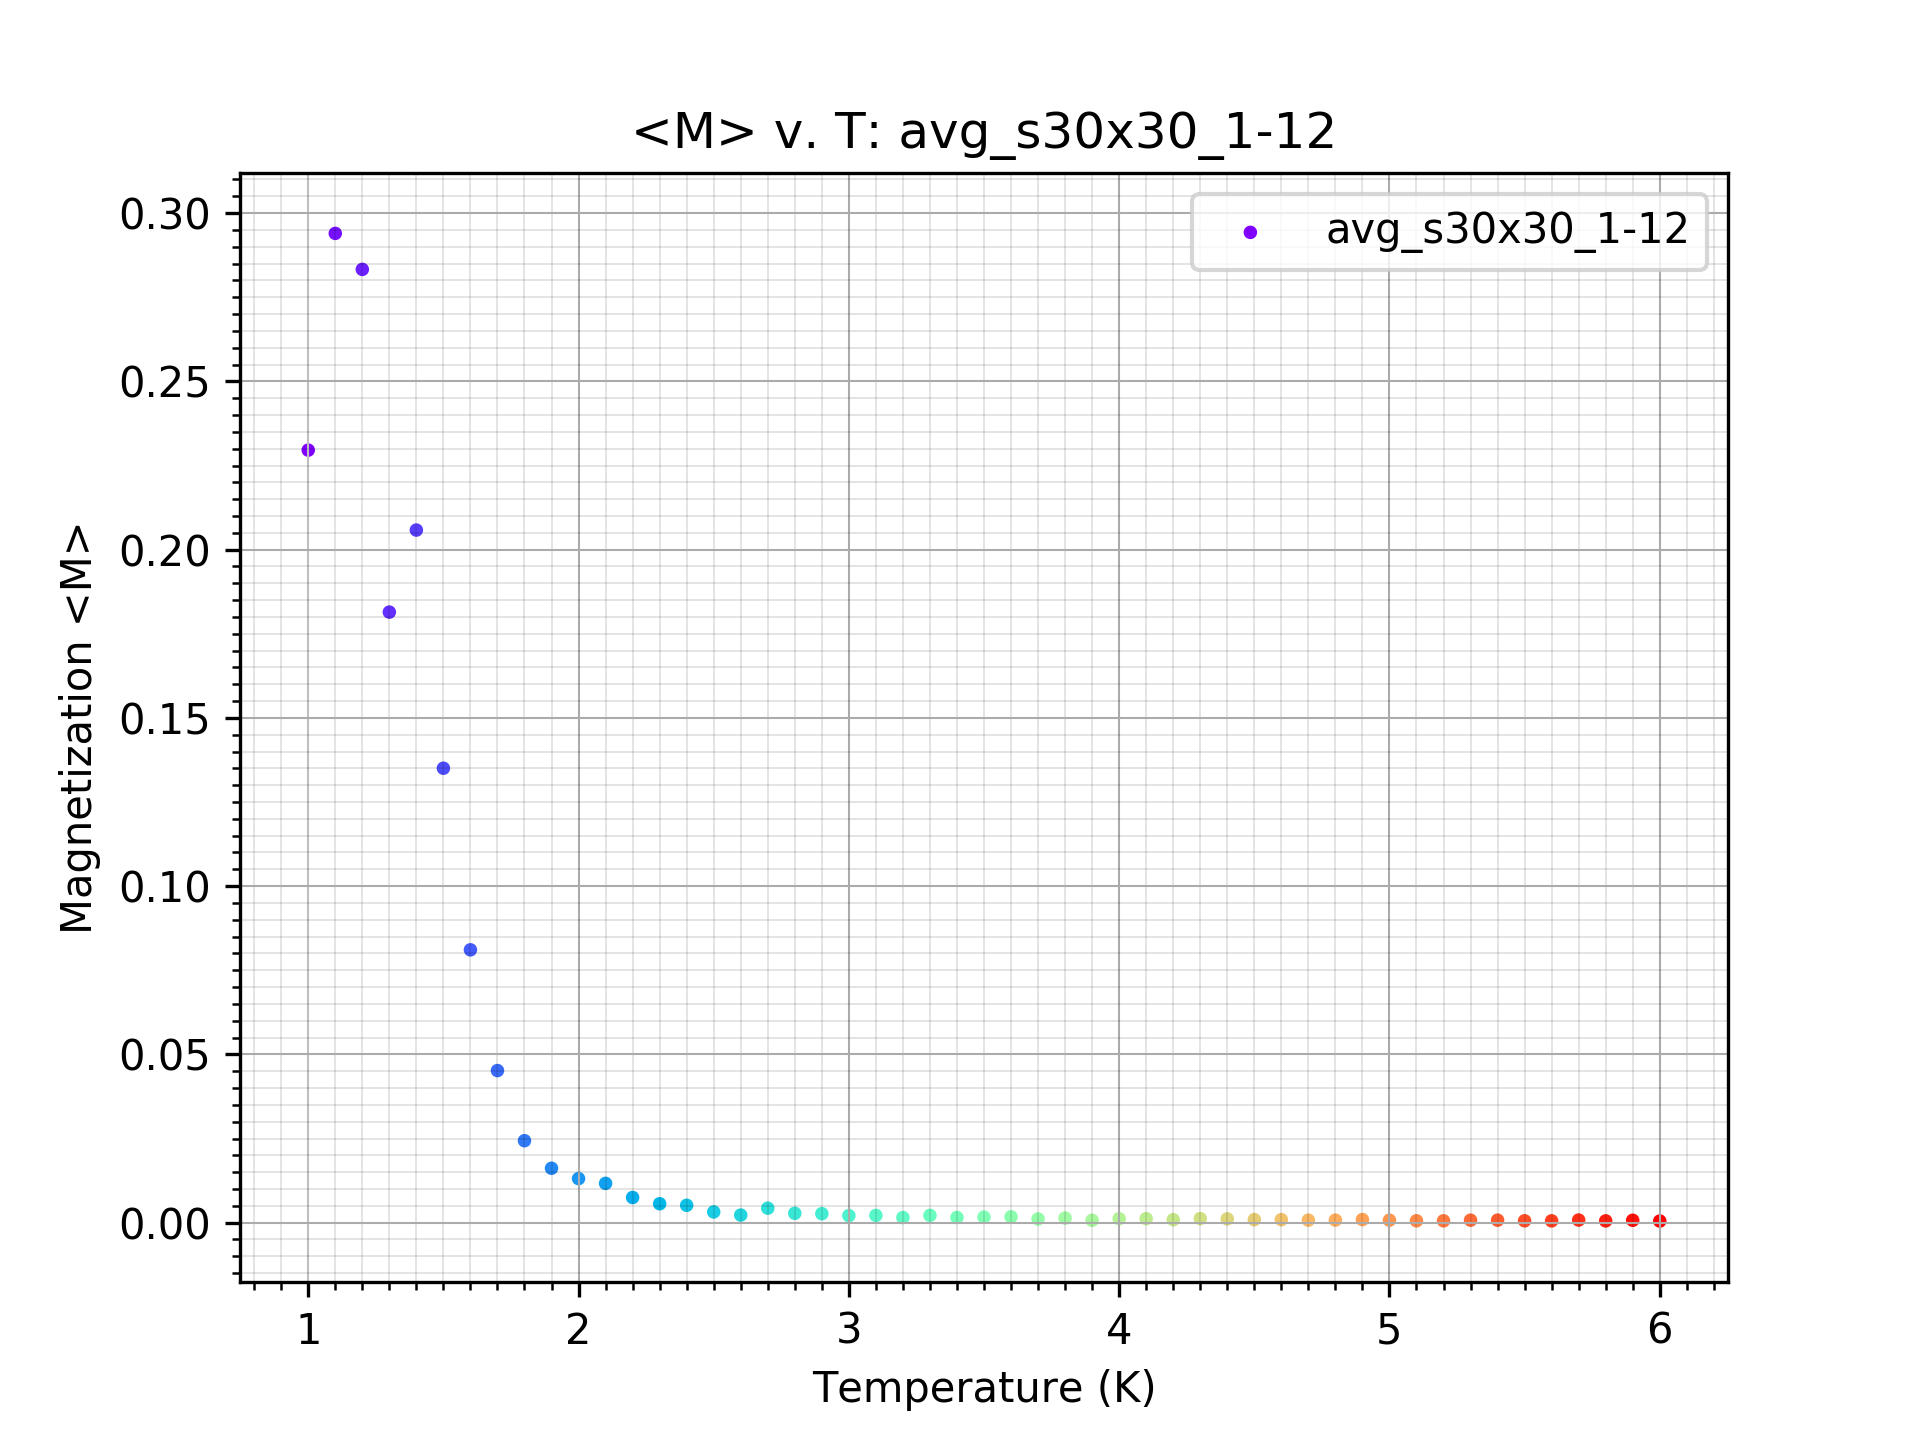 <M> v. T: avg_s30x30_1-12
avg_s30x30_1-12
0.30
0.25
0.20
0.15
0.10
0.05
0.00
Magnetization <M>
1 2 3 4 5 6
Temperature (K)